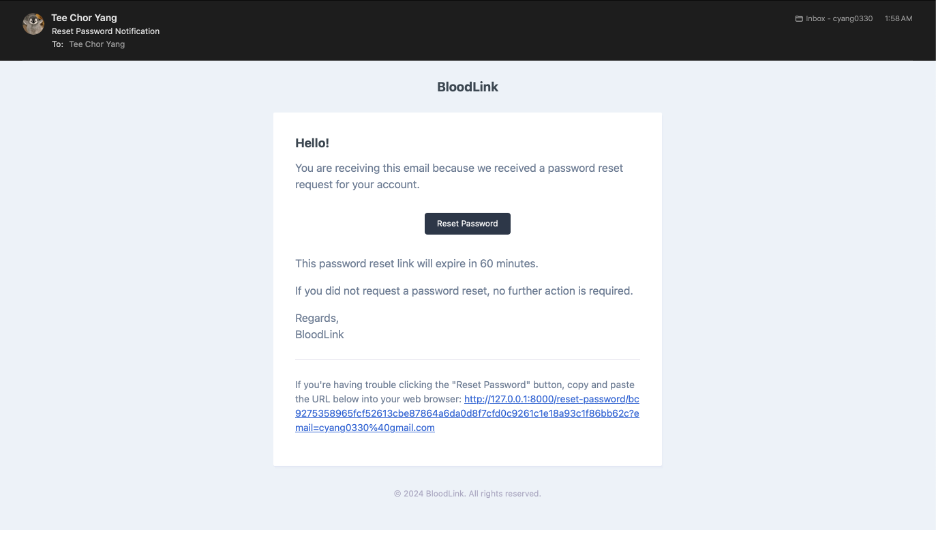 Tee Chor Yang
Inbox - cyang0330 1:58 AM
Reset Password Notification
To: Tee Chor Yang
BloodLink
Hello!
You are receiving this email because we received a password reset
request for your account.
Reset Password
This password reset link will expire in 60 minutes.
If you did not request a password reset, no further action is required.
Regards,
BloodLink
If you're having trouble clicking the "Reset Password" button, copy and paste
the URL below into your web browser: http://127.0.0.1:8000/reset-password/bc
9275358965fcf52613cbe87864a6da0d8f7cfd0c9261c1e18a93c1f86bb62c?e
mail=cyang0330%40gmail.com
© 2024 BloodLink. All rights reserved.